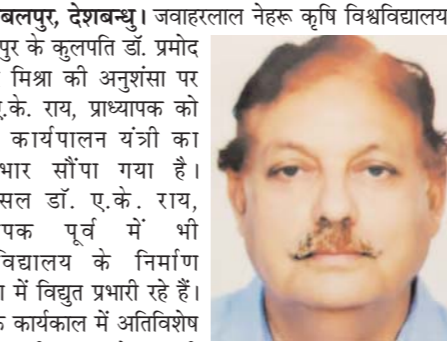 बलपुर, देशबन्धु। जवाहरलाल नेहरू कृषि विश्वविद्यालय
पुर के कुलपति डॉ. प्रमोद
मिश्रा की अनुशंसा पर
ए.के. राय, प्राध्यापक को
कार्यपालन यंत्री का
भार सौंपा गया है।
सल डॉ. ए.के. राय,
पक पूर्व में भी
विद्यालय के निर्माण
में विद्युत प्रभारी रहे हैं।
कार्यकाल में अतिविशेष